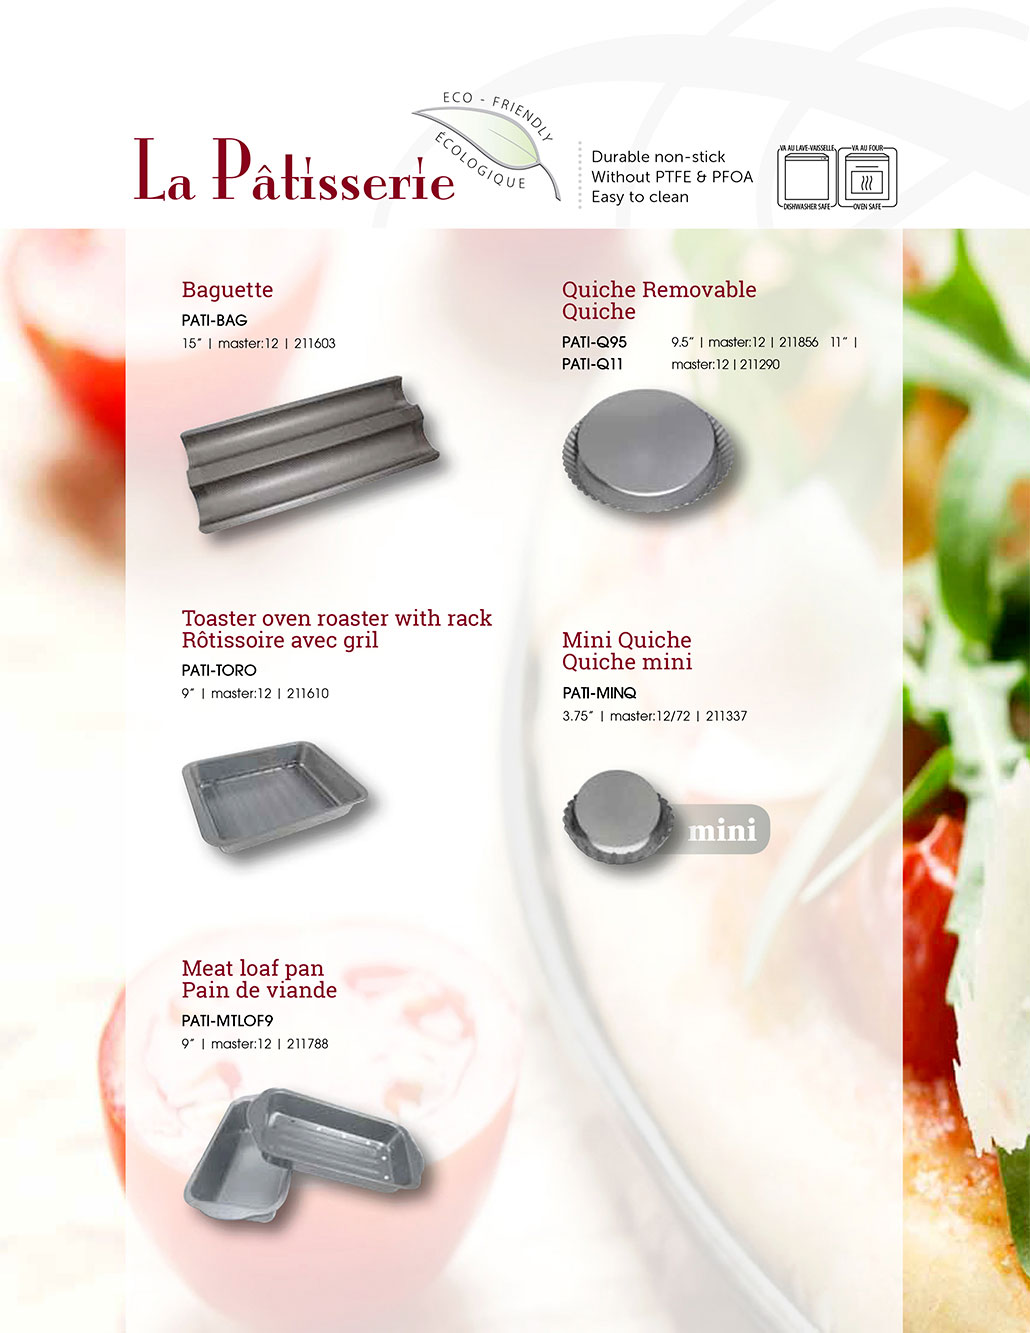 ECO - FRIENDLY
ÉCOLOGIQUE
La Pâtisserie
Durable non-stick
Without PTFE & PFOA
Easy to clean
VA AU LAVE-VAISSELLE
DISHWASHER SAFE
VA AU FOUR
OVEN SAFE
Baguette
PATI-BAG
15” | master:12 | 211603
Quiche Removable
Quiche
PATI-Q95 9.5” | master:12 | 211856 11” |
PATI-Q11 master:12 | 211290
Toaster oven roaster with rack
Rôtissoire avec gril
PATI-TORO
9” | master:12 | 211610
Mini Quiche
Quiche mini
PATI-MINQ
3.75” | master:12/72 | 211337
mini
Meat loaf pan
Pain de viande
PATI-MTLOF9
9” | master:12 | 211788